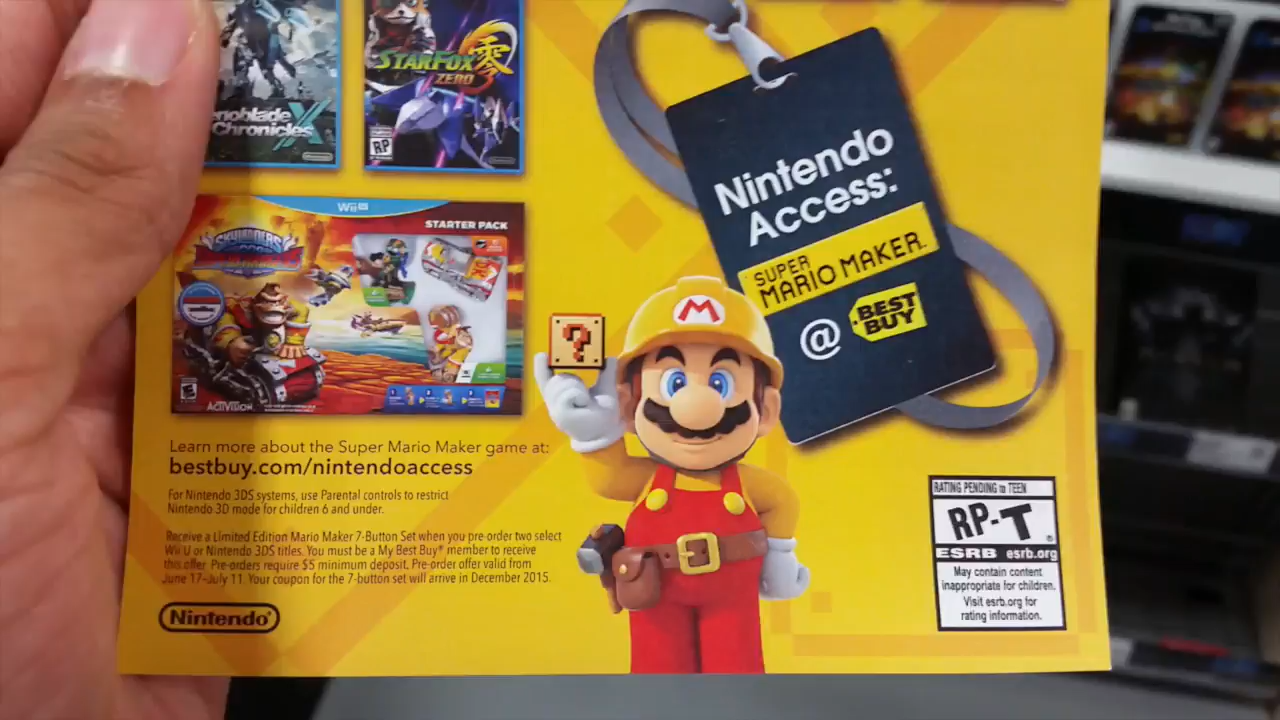 enoblade
Chronicles X
STARFOX 零
ZERO
RP
Nintendo
Access:
SUPER
MARIO MAKER
@ BEST
BUY
Wii U
STARTER PACK
SKYLANDERS
E
ACTIVISION
?
M
Learn more about the Super Mario Maker game at:
bestbuy.com/nintendoaccess
For Nintendo 3DS systems, use Parental controls to restrict
Nintendo 3D mode for children 6 and under.
Receive a Limited Edition Mario Maker 7-Button Set when you pre-order two select
Wii U or Nintendo 3DS titles. You must be a My Best Buy® member to receive
this offer. Pre-orders require $5 minimum deposit. Pre-order offer valid from
June 17–July 11. Your coupon for the 7-button set will arrive in December 2015.
Nintendo®
RATING PENDING to TEEN
RP-T®
ESRB esrb.org
May contain content
inappropriate for children.
Visit esrb.org for
rating information.